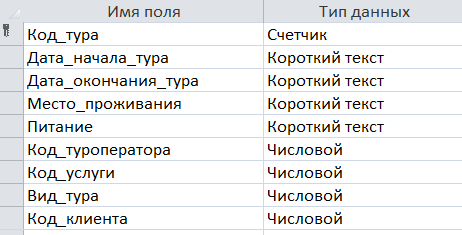 Имя поля Тип данных
Код_тура Счетчик
Дата_начала_тура Короткий текст
Дата_окончания_тура Короткий текст
Место_проживания Короткий текст
Питание Короткий текст
Код_туроператора Числовой
Код_услуги Числовой
Вид_тура Числовой
Код_клиента Числовой